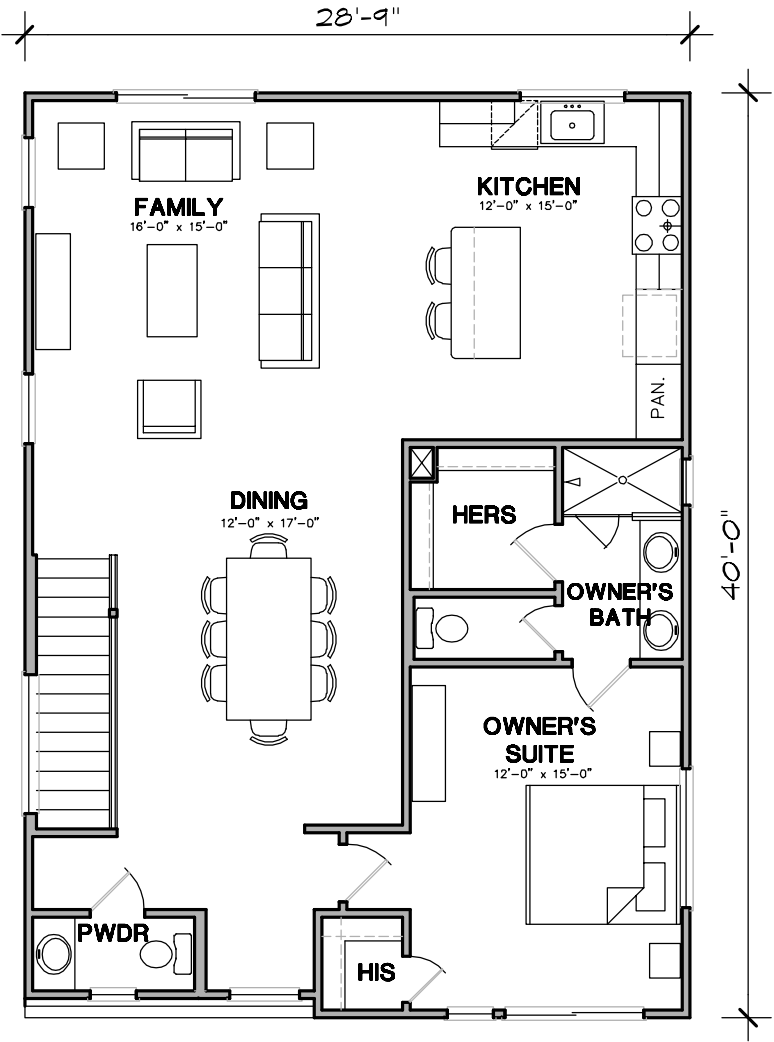 28'-9"
KITCHEN
12'-0" x 15'-0"
FAMILY
16'-0" x 15'-0"
PAN.
DINING
12'-0" x 17'-0"
HERS
40'-0"
OWNER'S
BATH
OWNER'S
SUITE
12'-0" x 15'-0"
PWDR
HIS